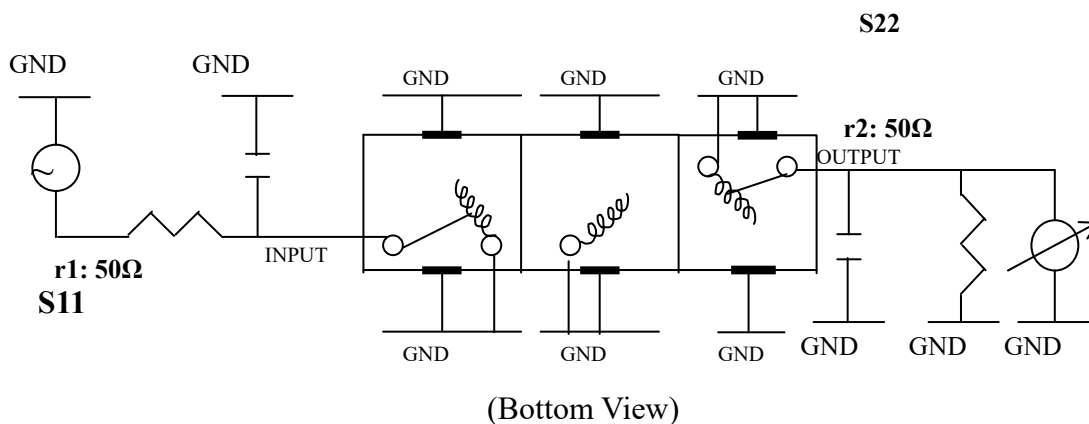 S22
GND
GND
GND
GND
GND
r2: 50Ω
OUTPUT
INPUT
r1: 50Ω
S11
GND
GND
GND
GND
GND
GND
(Bottom View)